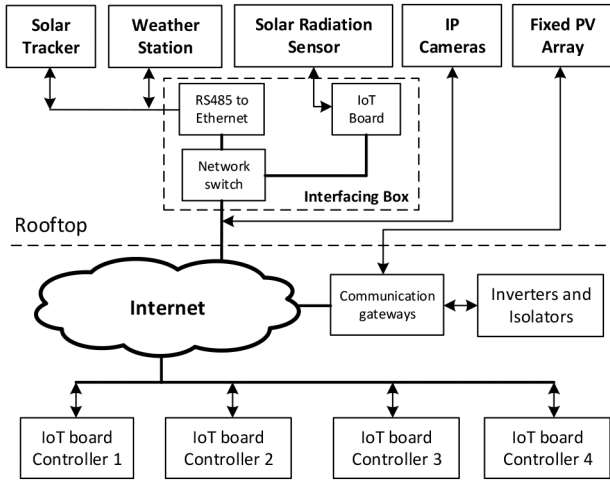 Solar
Tracker
Weather
Station
Solar Radiation
Sensor
IP
Cameras
Fixed PV
Array
RS485 to
Ethernet
IoT
Board
Network
switch
Interfacing Box
Rooftop
Internet
Communication
gateways
Inverters and
Isolators
IoT board
Controller 1
IoT board
Controller 2
IoT board
Controller 3
IoT board
Controller 4